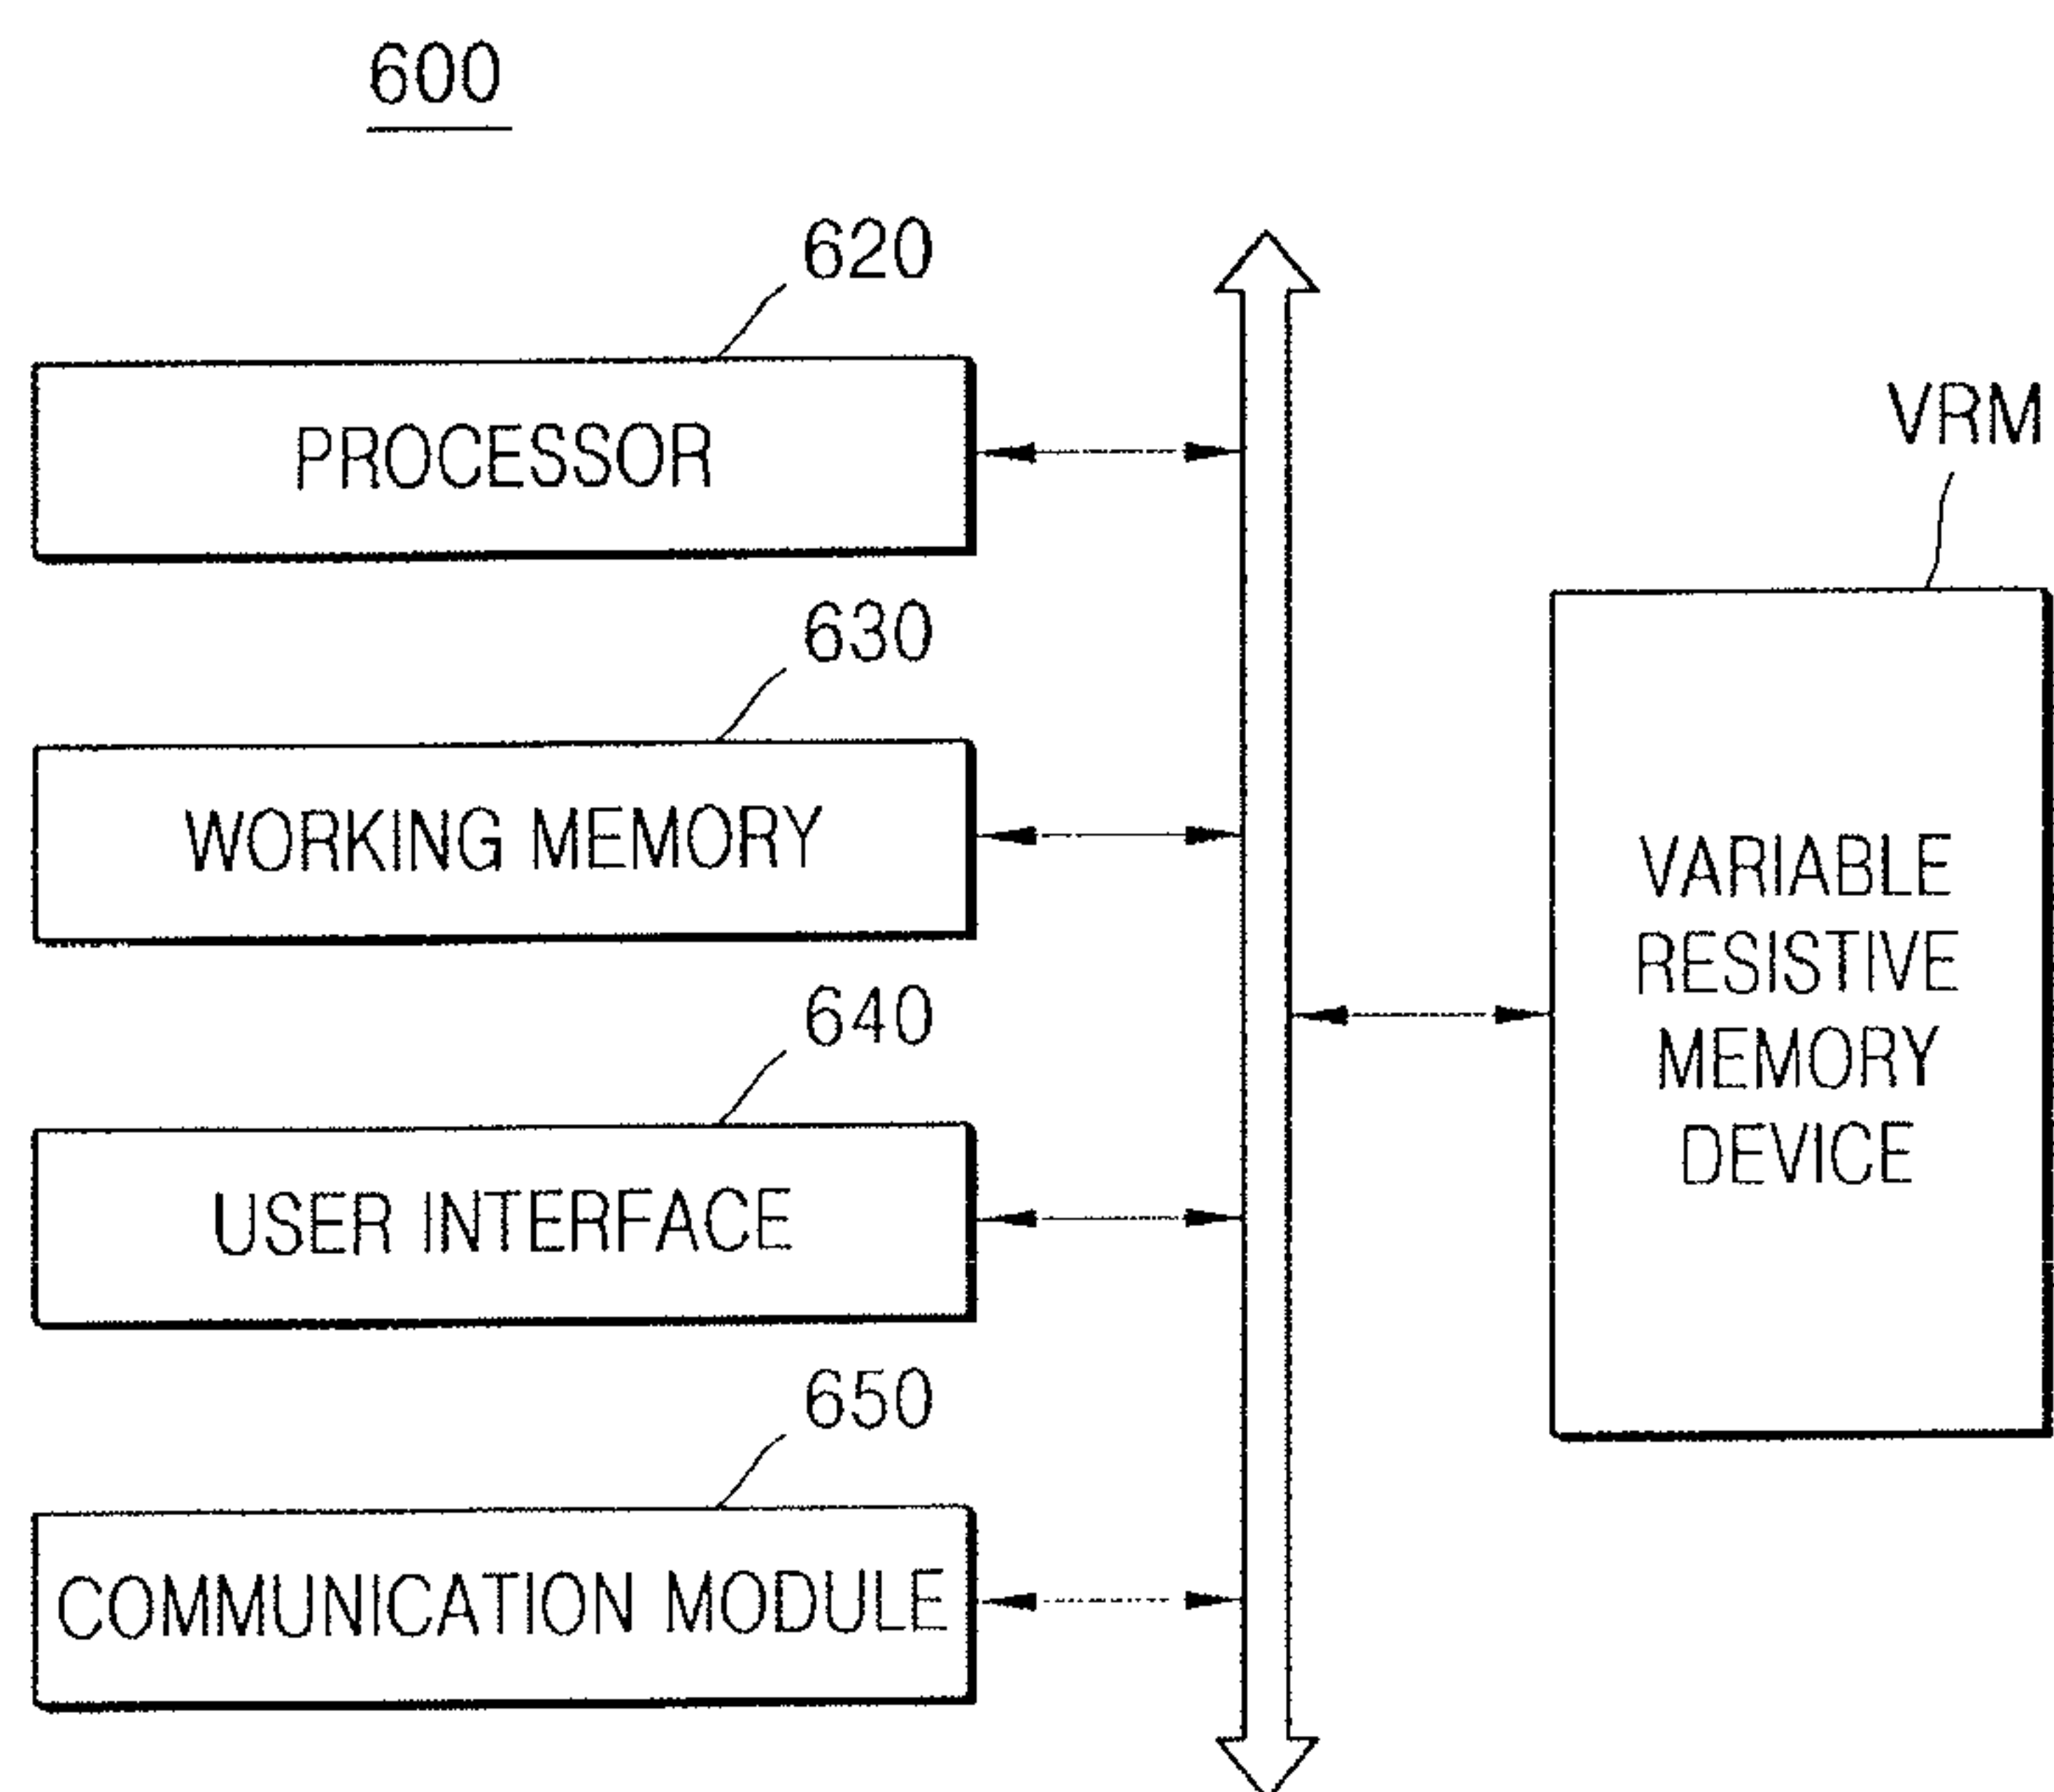 600
620
PROCESSOR
VRM
630
WORKING MEMORY
VARIABLE
RESISTIVE
MEMORY
DEVICE
640
USER INTERFACE
650
COMMUNICATION MODULE